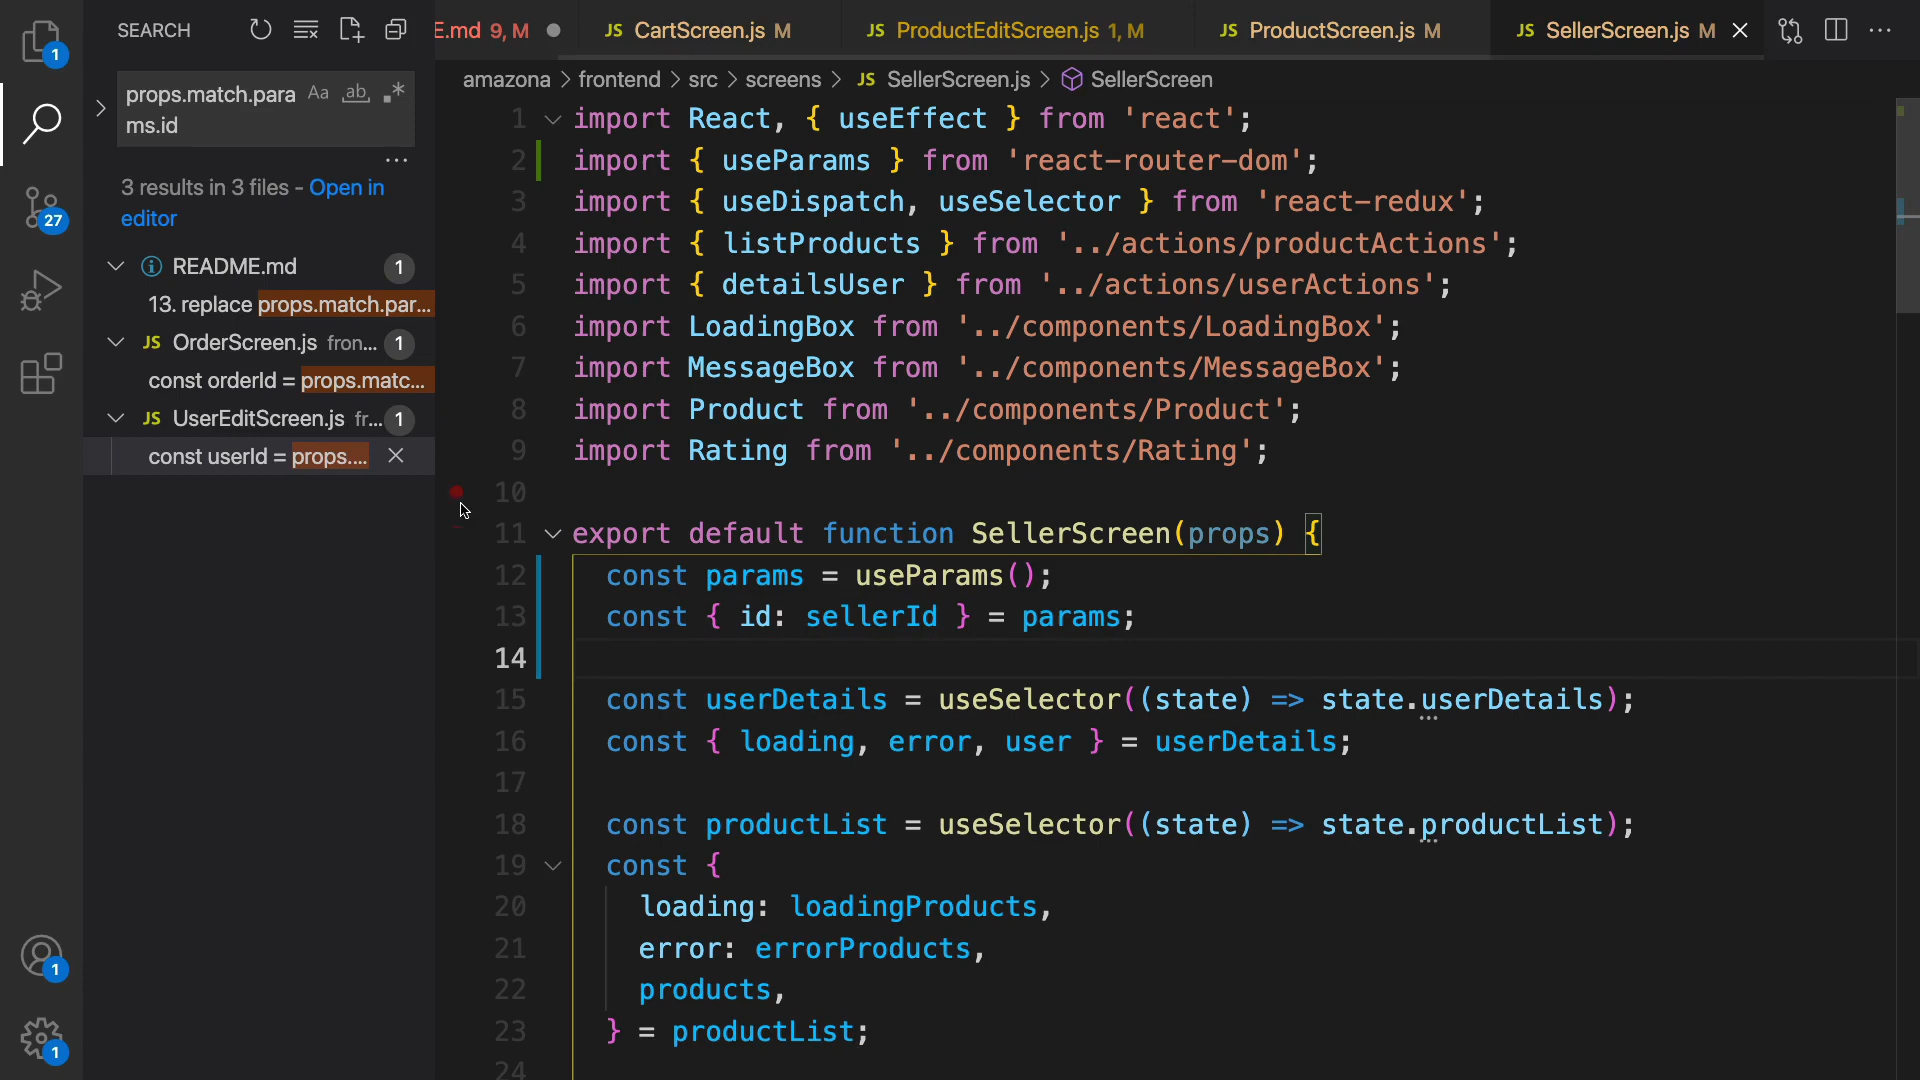 SEARCH
E.md 9, M
JS CartScreen.js M
JS ProductEditScreen.js 1, M
JS ProductScreen.js M
JS SellerScreen.js M
amazona > frontend > src > screens > JS SellerScreen.js > SellerScreen
props.match.para
ms.id
Aa ab .*
...
3 results in 3 files - Open in
editor
README.md 1
13. replace props.match.par...
JS OrderScreen.js fron... 1
const orderId = props.matc...
JS UserEditScreen.js fr... 1
const userId = props....
1
27
1
1
1 import React, { useEffect } from 'react';
2 import { useParams } from 'react-router-dom';
3 import { useDispatch, useSelector } from 'react-redux';
4 import { listProducts } from '../actions/productActions';
5 import { detailsUser } from '../actions/userActions';
6 import LoadingBox from '../components/LoadingBox';
7 import MessageBox from '../components/MessageBox';
8 import Product from '../components/Product';
9 import Rating from '../components/Rating';
10
11 export default function SellerScreen(props) {
12 const params = useParams();
13 const { id: sellerId } = params;
14
15 const userDetails = useSelector((state) => state.userDetails);
16 const { loading, error, user } = userDetails;
17
18 const productList = useSelector((state) => state.productList);
19 const {
20 loading: loadingProducts,
21 error: errorProducts,
22 products,
23 } = productList;
24